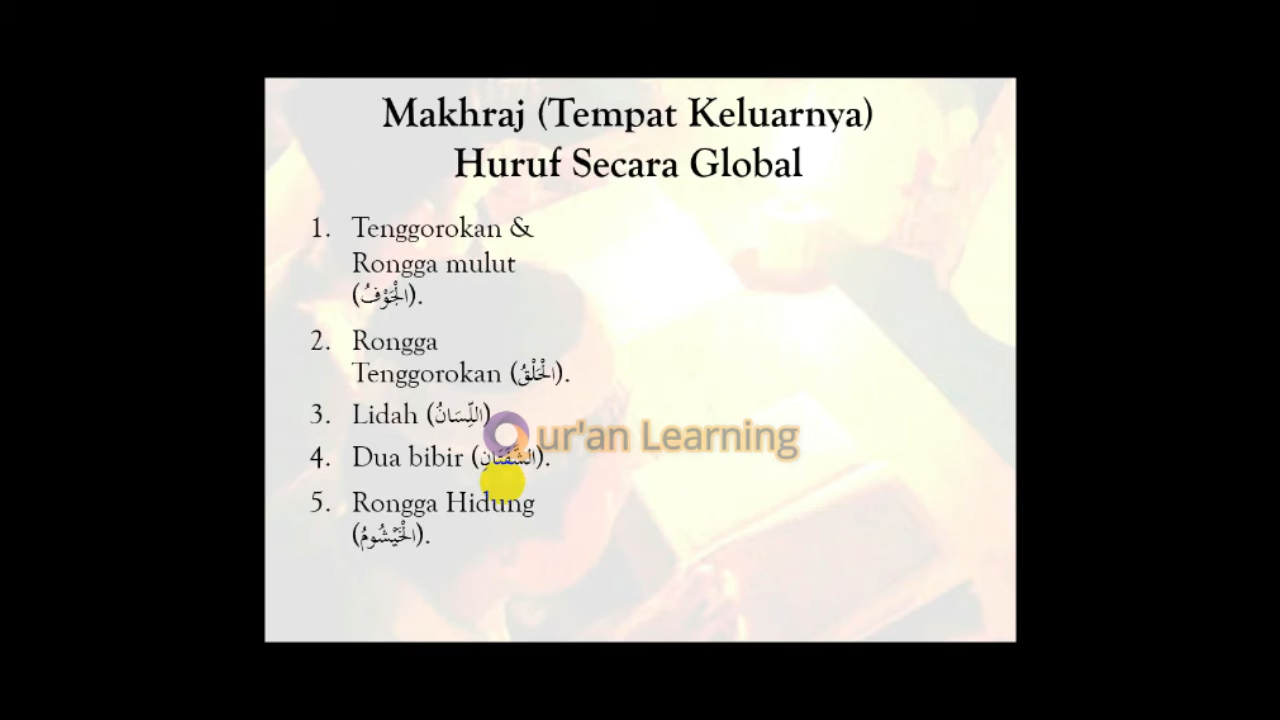 Makhraj (Tempat Keluarnya)
Huruf Secara Global
1. Tenggorokan &
Rongga mulut
(الْجَوْفُ).
2. Rongga
Tenggorokan (الْحَلْقُ).
3. Lidah (اللِّسَانُ)
Qur'an Learning
4. Dua bibir (الشَّفَتَانِ).
5. Rongga Hidung
(الْخَيْشُومُ).